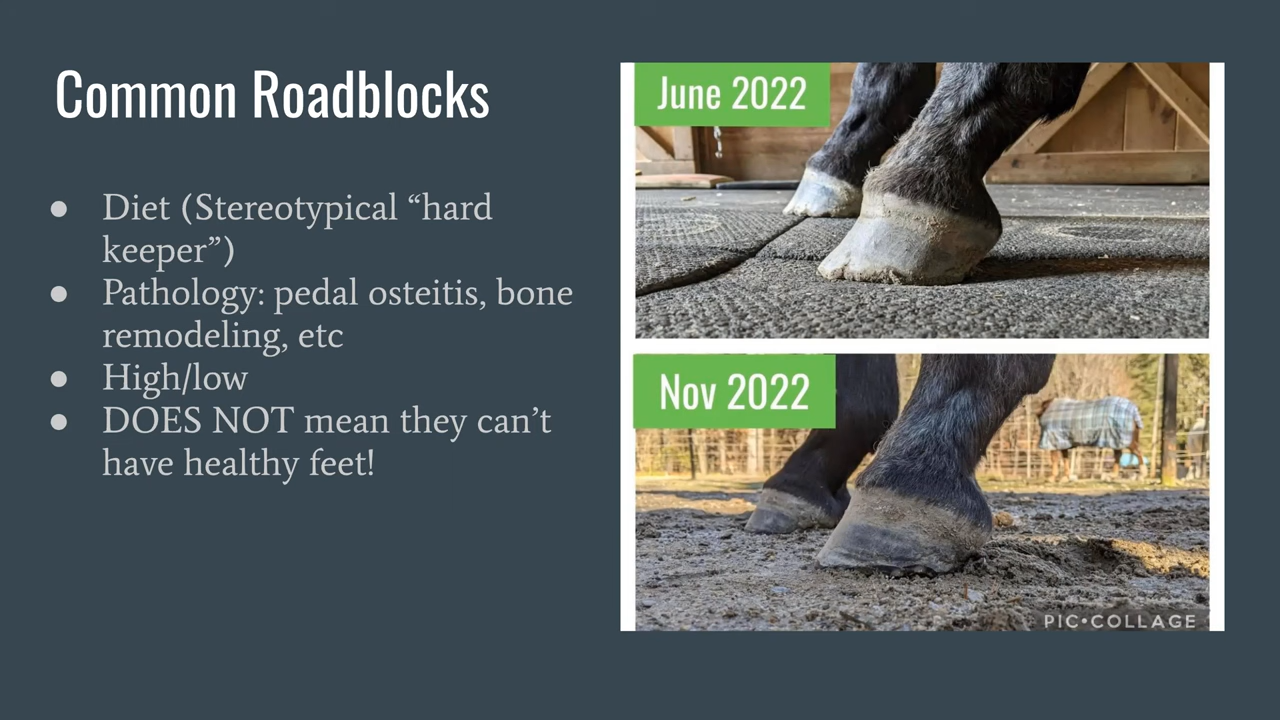 Common Roadblocks
● Diet (Stereotypical “hard
keeper”)
● Pathology: pedal osteitis, bone
remodeling, etc
● High/low
● DOES NOT mean they can’t
have healthy feet!
June 2022
Nov 2022
PIC•COLLAGE